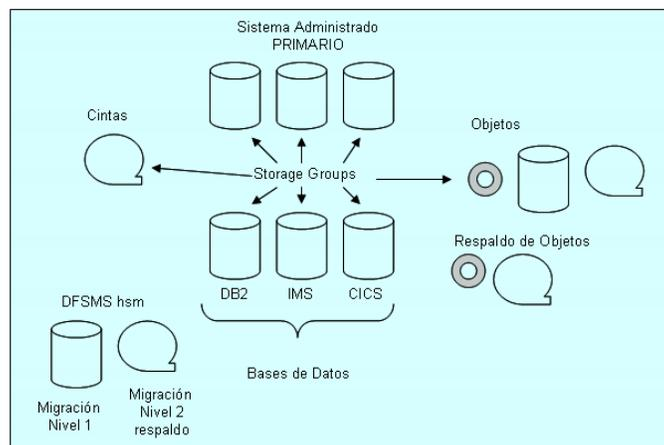 Sistema Administrado
PRIMARIO
Cintas
Objetos
Storage Groups
Respaldo de Objetos
DB2
IMS
CICS
DFSMS hsm
Bases de Datos
Migración
Nivel 1
Migración
Nivel 2
respaldo